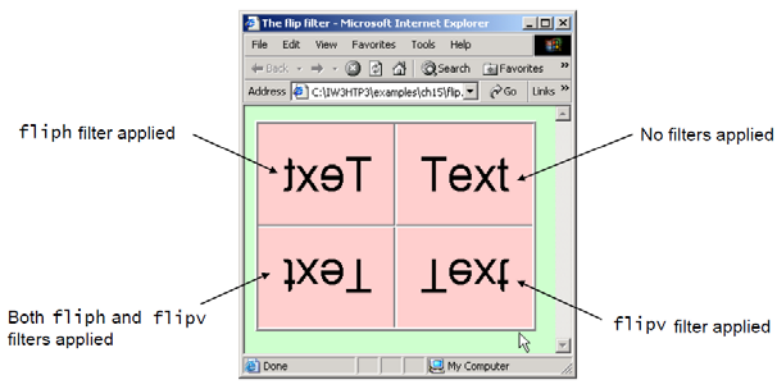 The flip filter - Microsoft Internet Explorer
File Edit View Favorites Tools Help
Back Search Favorites »
Address C:\IW3HTP3\examples\ch15\flip. Go Links »
fliph filter applied
No filters applied
Text Text
Text Text
Both fliph and flipv
filters applied
flipv filter applied
Done My Computer